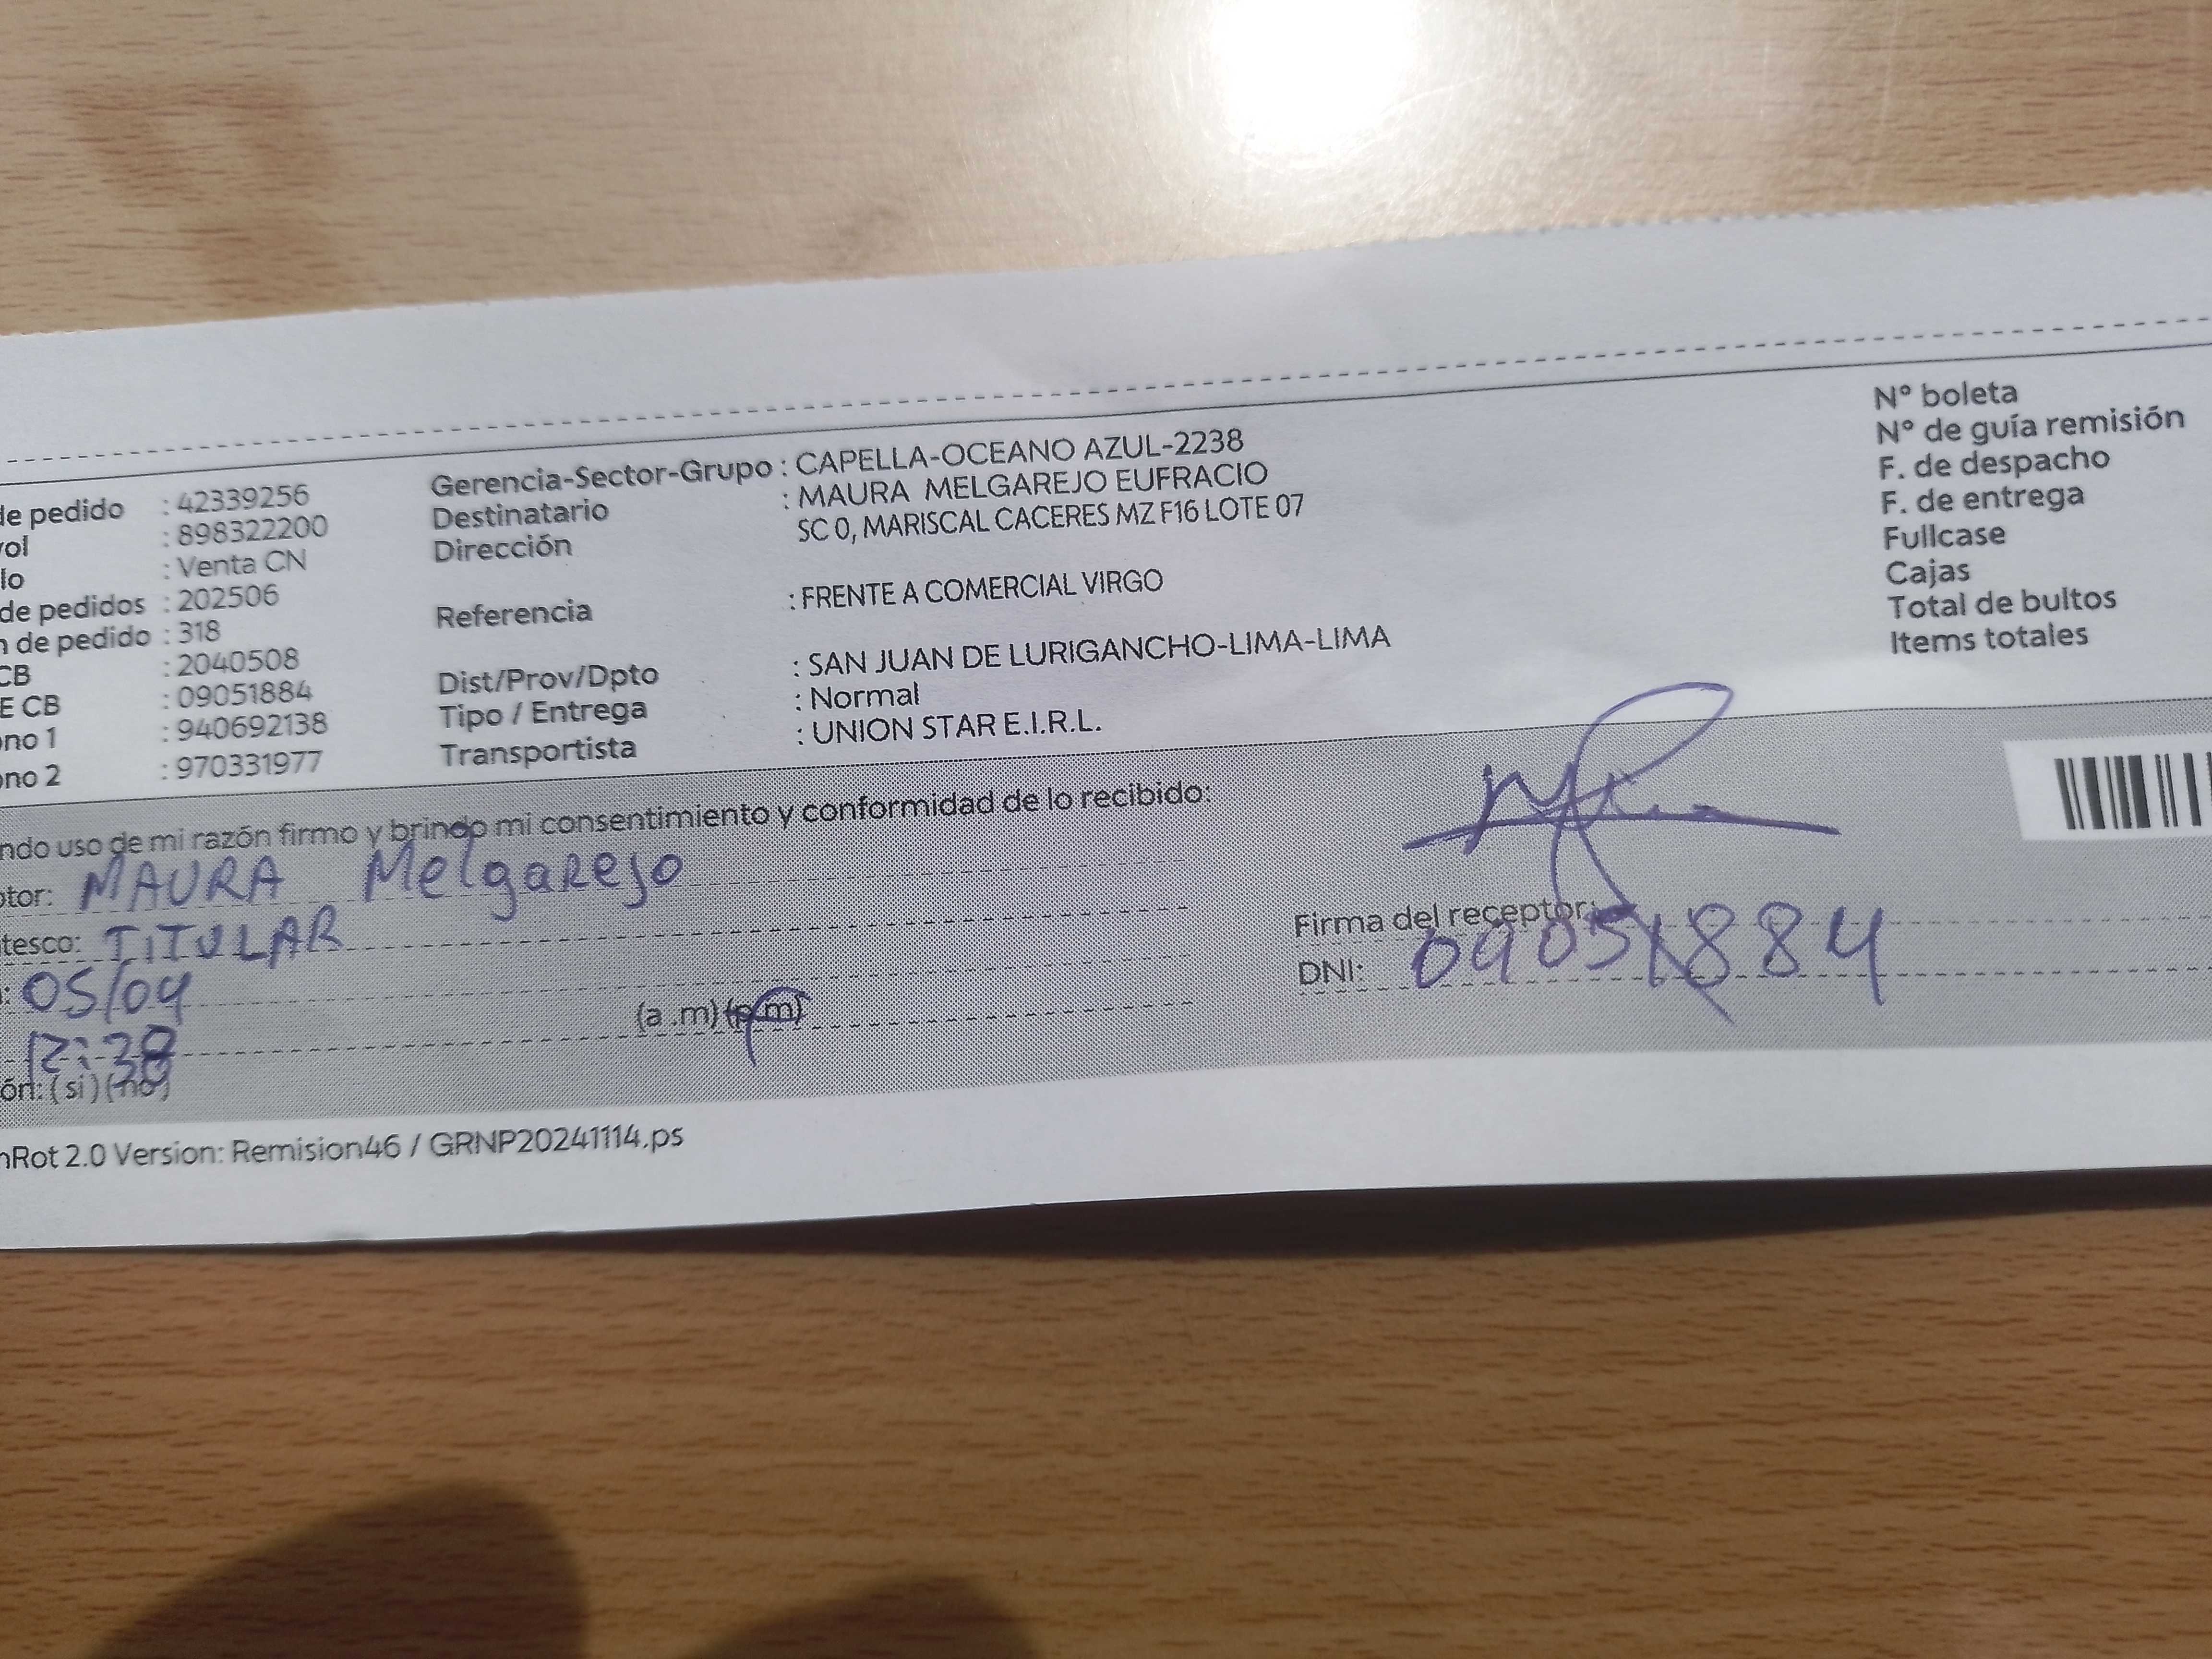 de pedido : 42339256
rol : 898322200
lo : Venta CN
de pedidos : 202506
n de pedido : 318
CB : 2040508
E CB : 09051884
ono 1 : 940692138
ono 2 : 970331977
Gerencia-Sector-Grupo : CAPELLA-OCEANO AZUL-2238
Destinatario : MAURA MELGAREJO EUFRACIO
Dirección SC 0, MARISCAL CACERES MZ F16 LOTE 07
Referencia : FRENTE A COMERCIAL VIRGO
Dist/Prov/Dpto : SAN JUAN DE LURIGANCHO-LIMA-LIMA
Tipo / Entrega : Normal
Transportista : UNION STAR E.I.R.L.
N° boleta
N° de guía remisión
F. de despacho
F. de entrega
Fullcase
Cajas
Total de bultos
Items totales
ndo uso de mi razón firmo y brindo mi consentimiento y conformidad de lo recibido:
ptor: MAURA Melgarejo
tesco: TITULAR
: 05/04
12:38 (a .m) (p.m)
ón: (si) (no)
Firma del receptor:
DNI: 09051884
nRot 2.0 Version: Remision46 / GRNP20241114.ps